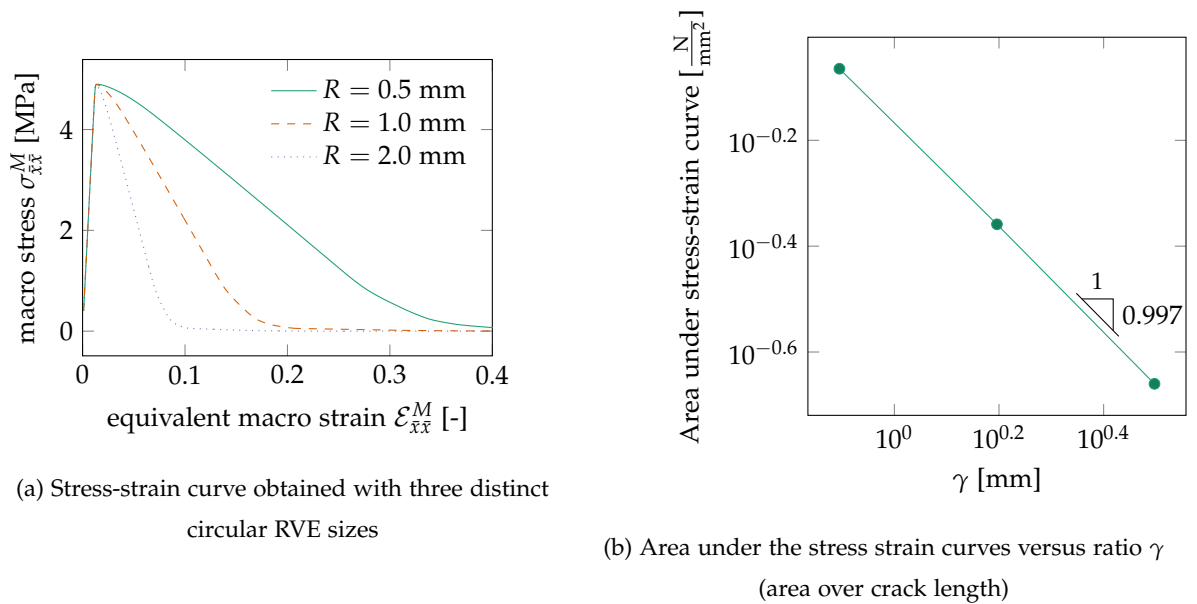 macro stress σ^M_{x̄x̄} [MPa]
4
2
0
R = 0.5 mm
R = 1.0 mm
R = 2.0 mm
0 0.1 0.2 0.3 0.4
equivalent macro strain ℰ^M_{x̄x̄} [-]
(a) Stress-strain curve obtained with three distinct
circular RVE sizes
Area under stress-strain curve [N/mm²]
10^−0.2
10^−0.4
10^−0.6
1
0.997
10^0 10^0.2 10^0.4
γ [mm]
(b) Area under the stress strain curves versus ratio γ
(area over crack length)